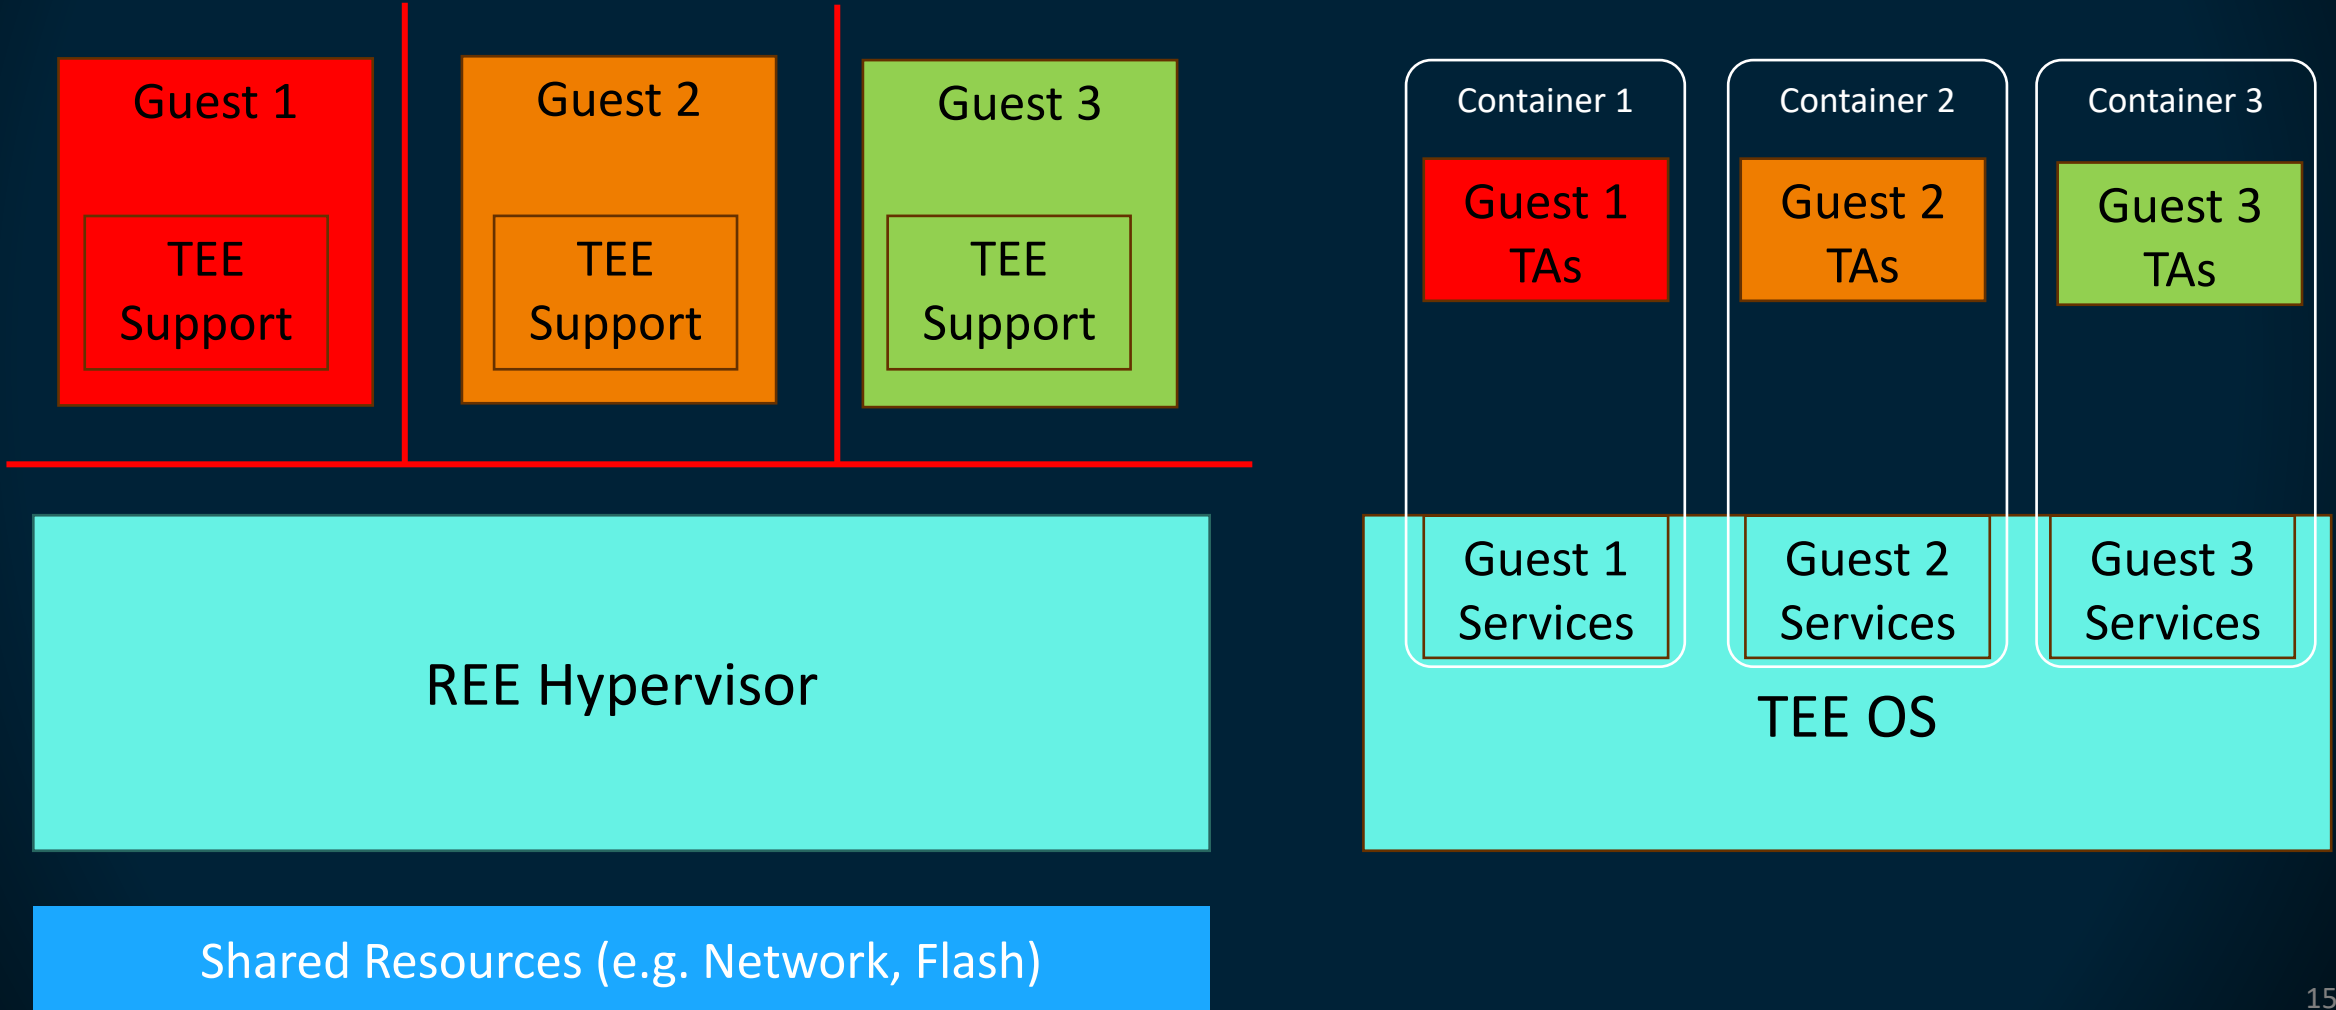 Guest 1
TEE
Support
Guest 2
TEE
Support
Guest 3
TEE
Support
REE Hypervisor
Shared Resources (e.g. Network, Flash)
Container 1
Guest 1
TAs
Guest 1
Services
Container 2
Guest 2
TAs
Guest 2
Services
Container 3
Guest 3
TAs
Guest 3
Services
TEE OS
15